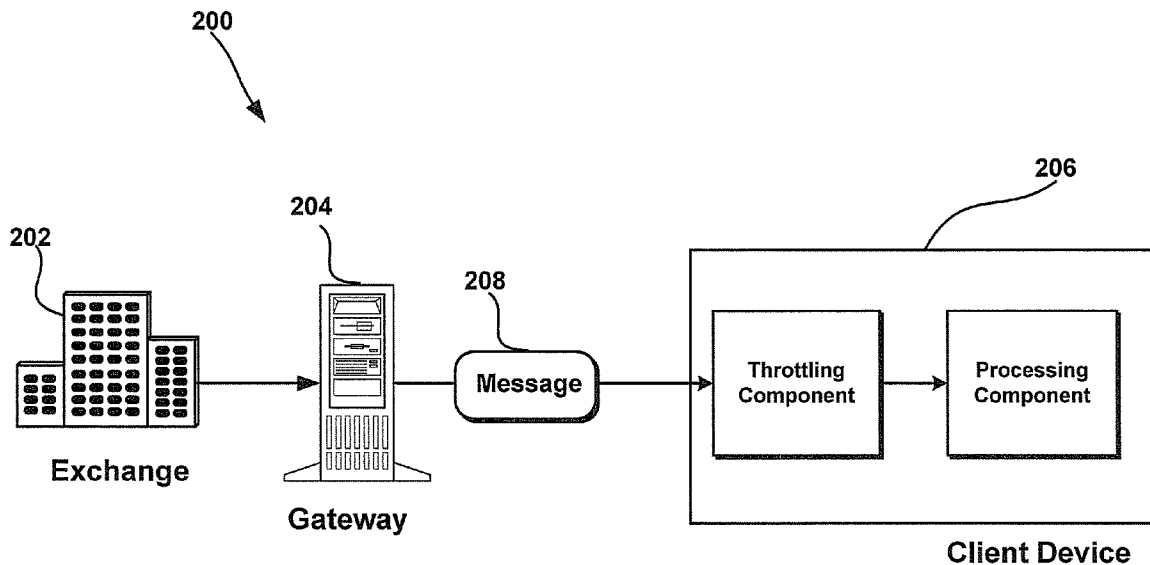 200
206
204
202
208
Message
Throttling
Component
Processing
Component
Exchange
Gateway
Client Device